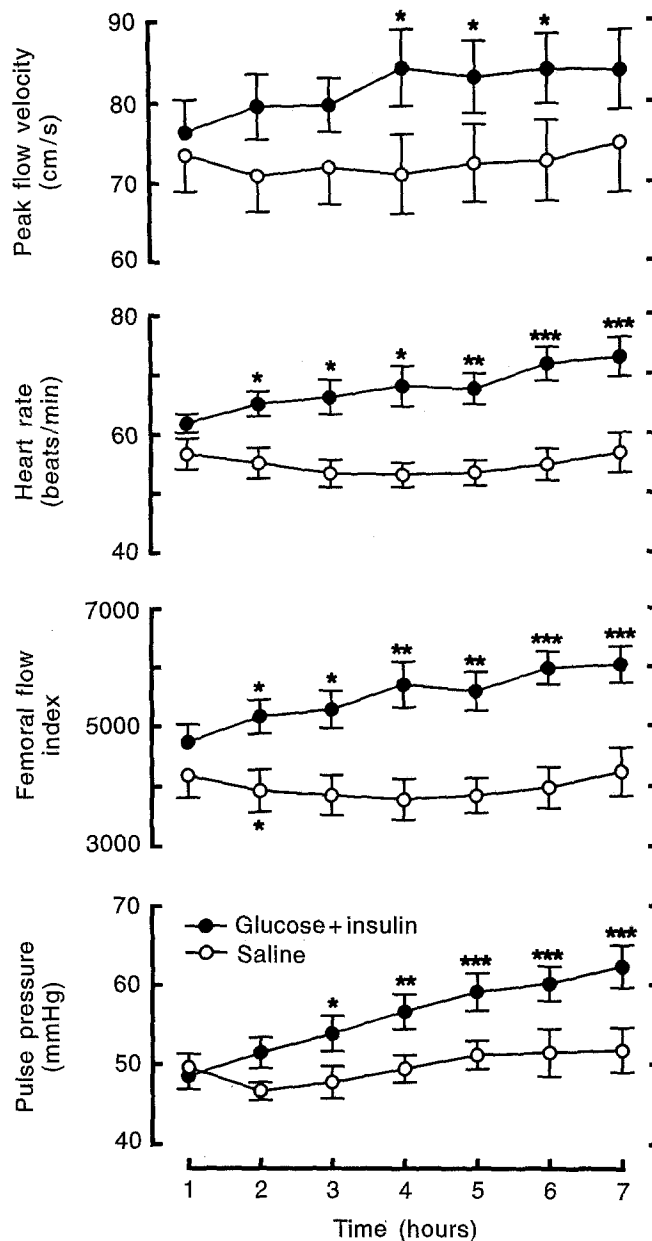 Peak flow velocity
(cm/s)
90
80
70
60
* * *
Heart rate
(beats/min)
80
60
40
* * * ** *** ***
Femoral flow
index
7000
5000
3000
* * ** ** *** ***
*
Pulse pressure
(mmHg)
70
60
50
40
Glucose+insulin
Saline
* ** *** *** ***
1 2 3 4 5 6 7
Time (hours)